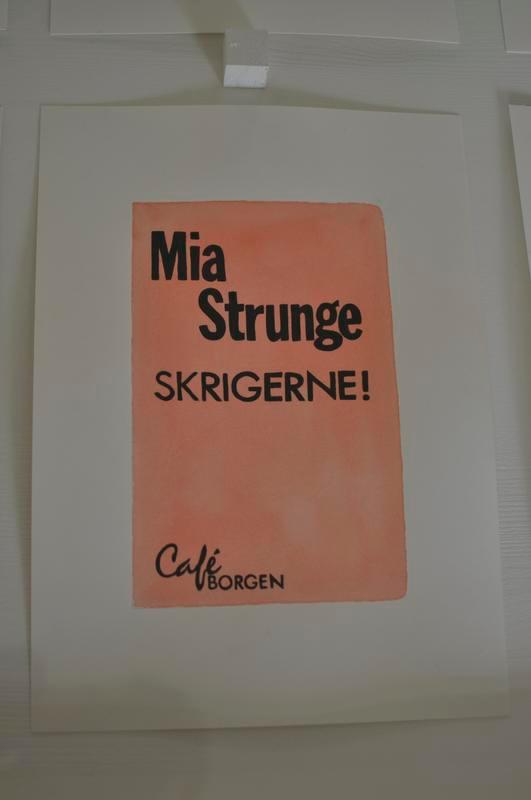 Mia
Strunge
SKRIGERNE!
Café
BORGEN